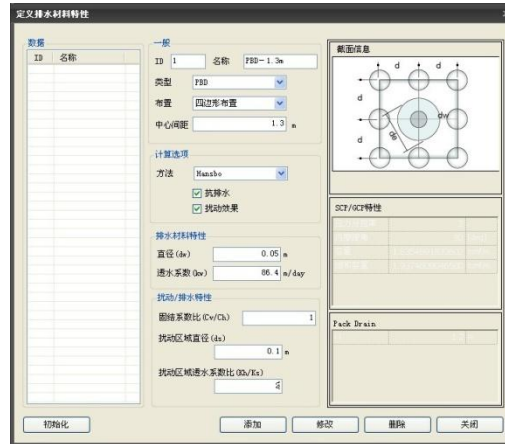 定义排水材料特性
数据
ID 名称
一般
ID 1 名称 PBD-1.3m
类型 PBD
布置 四边形布置
中心间距 1.3 m
计算选项
方法 Hansbo
抗排水
扰动效果
排水材料特性
直径(dw) 0.05 m
透水系数(kw) 86.4 m/day
扰动/排水特性
固结系数比(Cv/Ch) 1
扰动区域直径(ds)
0.1 m
扰动区域透水系数比(Kh/Ks)
截面信息
d d
d
dw
de
d
SCP/GCP特性
Pack Drain
初始化 添加 修改 删除 关闭